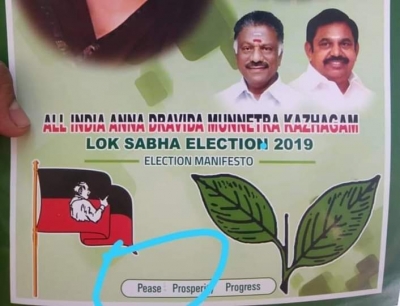 ALL INDIA ANNA DRAVIDA MUNNETRA KAZHAGAM
LOK SABHA ELECTION 2019
ELECTION MANIFESTO
Pease : Prosperity Progress